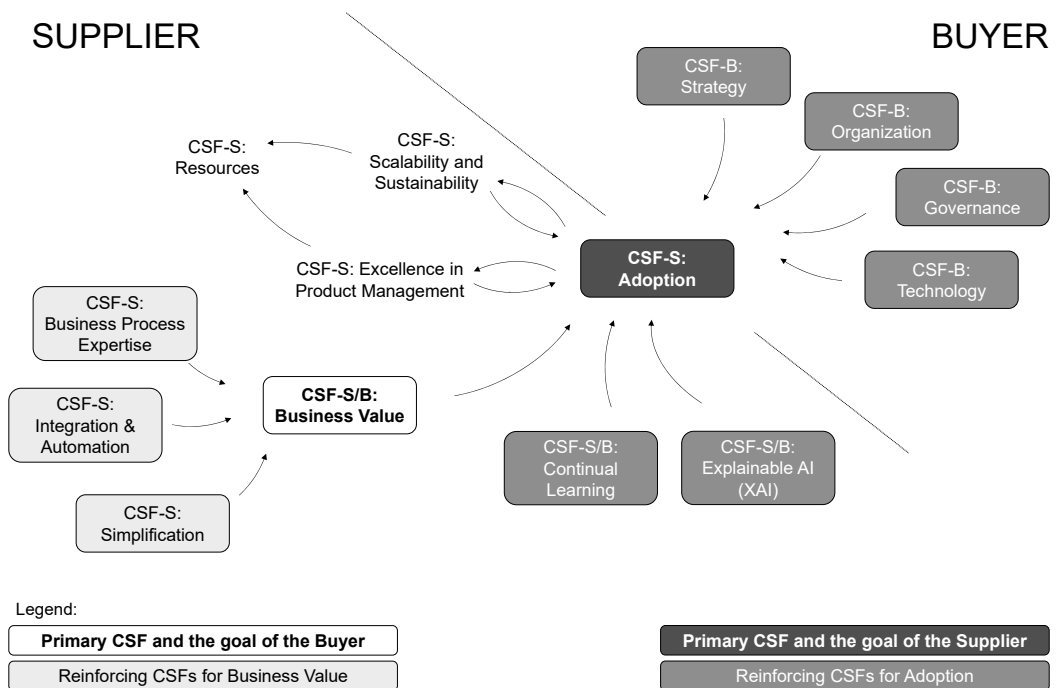 SUPPLIER
BUYER
CSF-B:
Strategy
CSF-B:
Organization
CSF-B:
Governance
CSF-B:
Technology
CSF-S:
Resources
CSF-S:
Scalability and
Sustainability
CSF-S:
Adoption
CSF-S: Excellence in
Product Management
CSF-S:
Business Process
Expertise
CSF-S:
Integration &
Automation
CSF-S:
Simplification
CSF-S/B:
Business Value
CSF-S/B:
Continual
Learning
CSF-S/B:
Explainable AI
(XAI)
Legend:
Primary CSF and the goal of the Buyer
Reinforcing CSFs for Business Value
Primary CSF and the goal of the Supplier
Reinforcing CSFs for Adoption